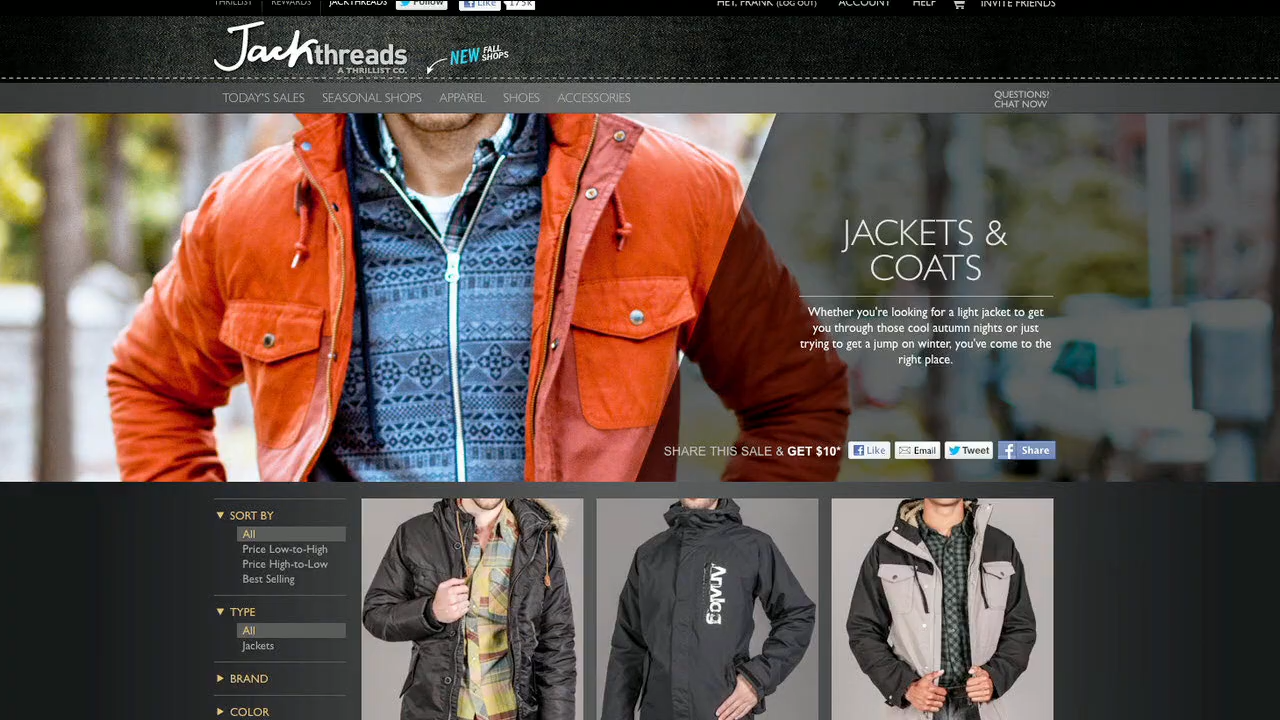 THRILLIST REWARDS JACKTHREADS Follow Like 175k HEY, FRANK (LOG OUT) ACCOUNT HELP INVITE FRIENDS
Jackthreads
A THRILLIST CO.
NEW FALL
SHOPS
TODAY'S SALES SEASONAL SHOPS APPAREL SHOES ACCESSORIES
QUESTIONS?
CHAT NOW
JACKETS &
COATS
Whether you're looking for a light jacket to get
you through those cool autumn nights or just
trying to get a jump on winter, you've come to the
right place.
SHARE THIS SALE & GET $10* Like Email Tweet Share
SORT BY
All
Price Low-to-High
Price High-to-Low
Best Selling
TYPE
All
Jackets
BRAND
COLOR
Analog